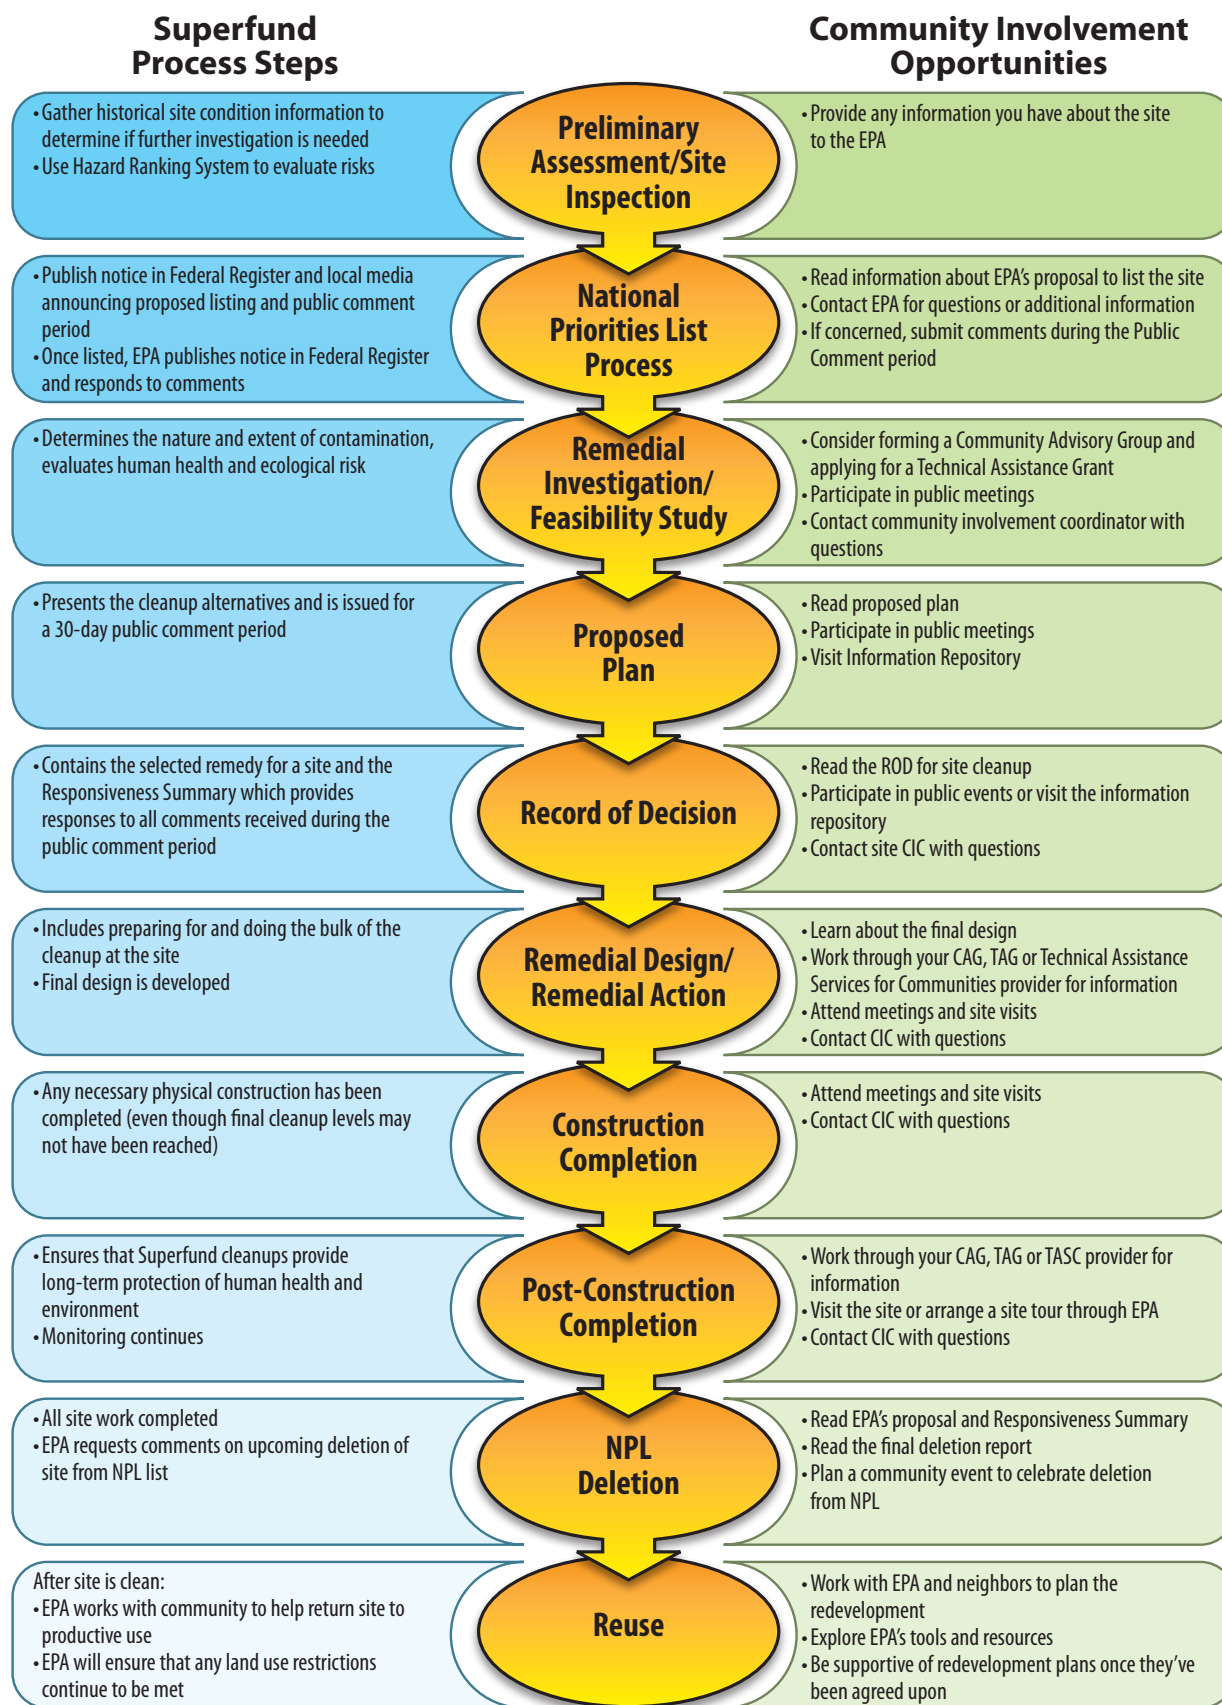 Superfund
Process Steps
Community Involvement
Opportunities
• Gather historical site condition information to
determine if further investigation is needed
• Use Hazard Ranking System to evaluate risks
Preliminary
Assessment/Site
Inspection
• Provide any information you have about the site
to the EPA
• Publish notice in Federal Register and local media
announcing proposed listing and public comment
period
• Once listed, EPA publishes notice in Federal Register
and responds to comments
National
Priorities List
Process
• Read information about EPA's proposal to list the site
• Contact EPA for questions or additional information
• If concerned, submit comments during the Public
Comment period
• Determines the nature and extent of contamination,
evaluates human health and ecological risk
Remedial
Investigation/
Feasibility Study
• Consider forming a Community Advisory Group and
applying for a Technical Assistance Grant
• Participate in public meetings
• Contact community involvement coordinator with
questions
• Presents the cleanup alternatives and is issued for
a 30-day public comment period
Proposed
Plan
• Read proposed plan
• Participate in public meetings
• Visit Information Repository
• Contains the selected remedy for a site and the
Responsiveness Summary which provides
responses to all comments received during the
public comment period
Record of Decision
• Read the ROD for site cleanup
• Participate in public events or visit the information
repository
• Contact site CIC with questions
• Includes preparing for and doing the bulk of the
cleanup at the site
• Final design is developed
Remedial Design/
Remedial Action
• Learn about the final design
• Work through your CAG, TAG or Technical Assistance
Services for Communities provider for information
• Attend meetings and site visits
• Contact CIC with questions
• Any necessary physical construction has been
completed (even though final cleanup levels may
not have been reached)
Construction
Completion
• Attend meetings and site visits
• Contact CIC with questions
• Ensures that Superfund cleanups provide
long-term protection of human health and
environment
• Monitoring continues
Post-Construction
Completion
• Work through your CAG, TAG or TASC provider for
information
• Visit the site or arrange a site tour through EPA
• Contact CIC with questions
• All site work completed
• EPA requests comments on upcoming deletion of
site from NPL list
NPL
Deletion
• Read EPA's proposal and Responsiveness Summary
• Read the final deletion report
• Plan a community event to celebrate deletion
from NPL
After site is clean:
• EPA works with community to help return site to
productive use
• EPA will ensure that any land use restrictions
continue to be met
Reuse
• Work with EPA and neighbors to plan the
redevelopment
• Explore EPA's tools and resources
• Be supportive of redevelopment plans once they've
been agreed upon